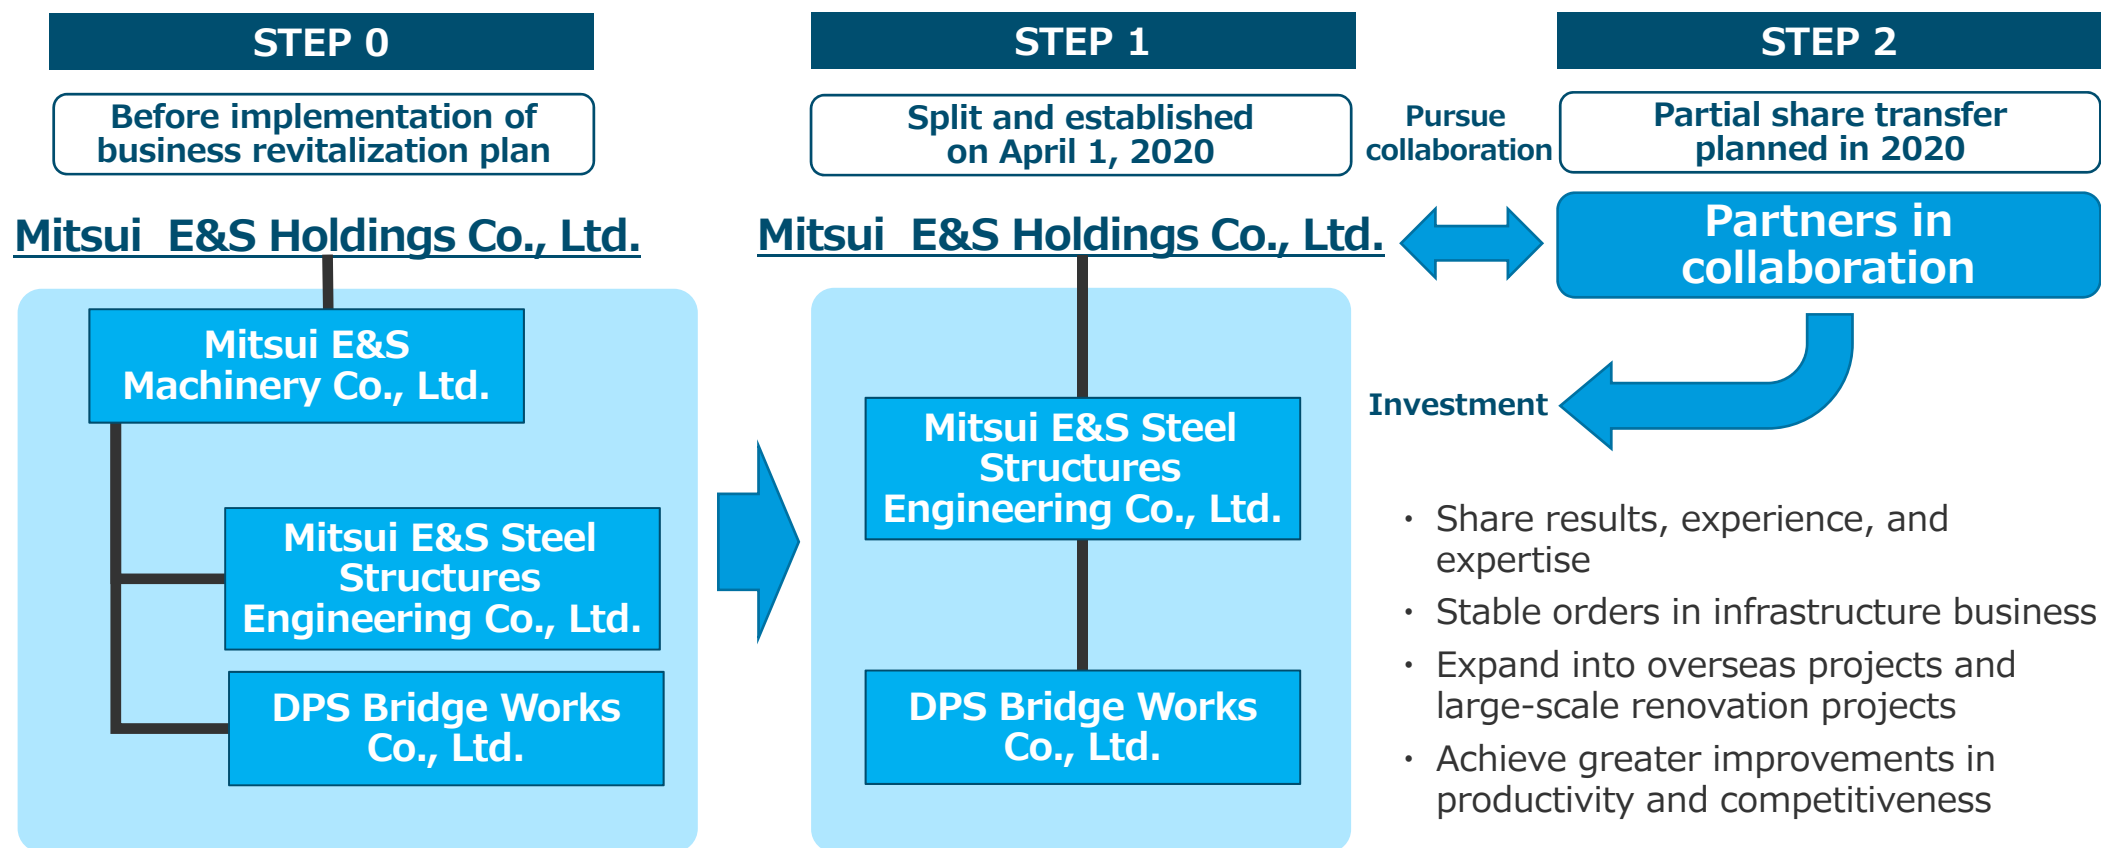 STEP 0
Before implementation of
business revitalization plan
Mitsui E&S Holdings Co., Ltd.
Mitsui E&S
Machinery Co., Ltd.
Mitsui E&S Steel
Structures
Engineering Co., Ltd.
DPS Bridge Works
Co., Ltd.
STEP 1
Split and established
on April 1, 2020
Mitsui E&S Holdings Co., Ltd.
Mitsui E&S Steel
Structures
Engineering Co., Ltd.
DPS Bridge Works
Co., Ltd.
Pursue
collaboration
STEP 2
Partial share transfer
planned in 2020
Partners in
collaboration
Investment
・ Share results, experience, and
expertise
・ Stable orders in infrastructure business
・ Expand into overseas projects and
large-scale renovation projects
・ Achieve greater improvements in
productivity and competitiveness